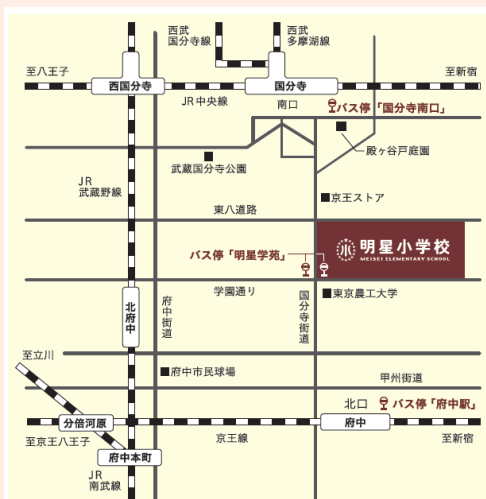 西武
国分寺線
西武
多摩湖線
至八王子
西国分寺
国分寺
至新宿
JR中央線
南口
バス停「国分寺南口」
殿ヶ谷戸庭園
武蔵国分寺公園
JR
武蔵野線
京王ストア
東八道路
バス停「明星学苑」
明星小学校
MEISEI ELEMENTARY SCHOOL
学園通り
東京農工大学
北府中
府中街道
国分寺街道
至立川
府中市民球場
甲州街道
北口
バス停「府中駅」
分倍河原
府中
至京王八王子
京王線
至新宿
府中本町
JR
南武線